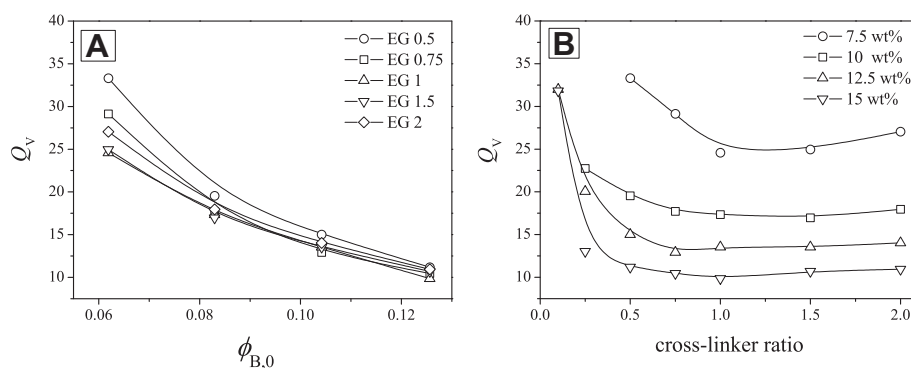 A
EG 0.5
EG 0.75
EG 1
EG 1.5
EG 2
Q_V
35
30
25
20
15
10
0.06
0.08
0.10
0.12
ϕ_B,0
B
7.5 wt%
10 wt%
12.5 wt%
15 wt%
Q_V
35
30
25
20
15
10
0.0
0.5
1.0
1.5
2.0
cross-linker ratio